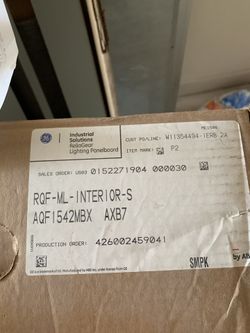 GE
Industrial
Solutions
ReliaGear
Lighting Panelboard
CUST PO/LINE: W11354494-1ERB 2A
ITEM MARK: P2
SALES ORDER: US03 0152271904 000030
RQF-ML-INTERIOR-S
AQF1542MBX AXB7
PRODUCTION ORDER: 426002459041
SMPK